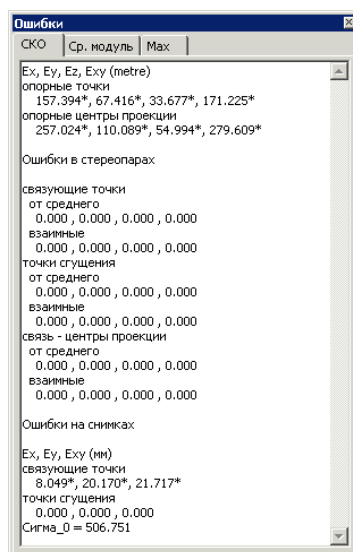 Ошибки
СКО Ср. модуль Max
Ex, Ey, Ez, Exy (metre)
опорные точки
157.394*, 67.416*, 33.677*, 171.225*
опорные центры проекции
257.024*, 110.089*, 54.994*, 279.609*
Ошибки в стереопарах
связующие точки
от среднего
0.000 , 0.000 , 0.000 , 0.000
взаимные
0.000 , 0.000 , 0.000 , 0.000
точки сгущения
от среднего
0.000 , 0.000 , 0.000 , 0.000
взаимные
0.000 , 0.000 , 0.000 , 0.000
связь - центры проекции
от среднего
0.000 , 0.000 , 0.000 , 0.000
взаимные
0.000 , 0.000 , 0.000 , 0.000
Ошибки на снимках
Ex, Ey, Exy (мм)
связующие точки
8.049*, 20.170*, 21.717*
точки сгущения
0.000 , 0.000 , 0.000
Сигма_0 = 506.751